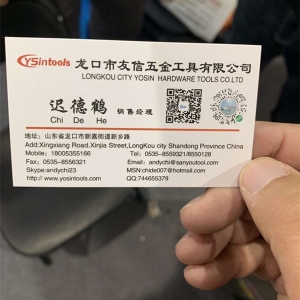 YSintools 龙口市友信五金工具有限公司
LONGKOU CITY YOSIN HARDWARE TOOLS CO.LTD
迟德鹤 销售经理
Chi De He
地址：山东省龙口市新嘉街道新乡路
Add:Xingxiang Road,Xinjia Street,LongKou city Shandong Province China
Mobile：18005355166 Tel：0535-8559321/8550128
Fax：0535-8556321 Email：andychi@sanyoutool.com
Skype:andychi23 MSN:chide007@hotmail.com
http://www.yosintools.com QQ:744655379